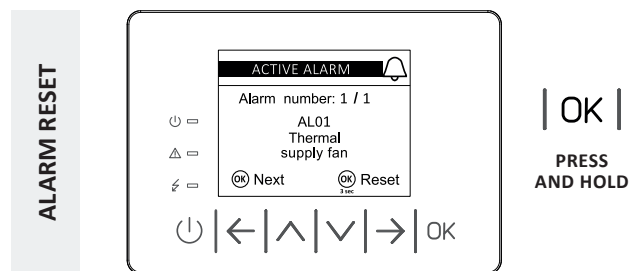 ALARM RESET
ACTIVE ALARM
Alarm number: 1 / 1
AL01
Thermal
supply fan
OK Next
OK Reset
3 sec
OK
OK
PRESS
AND HOLD